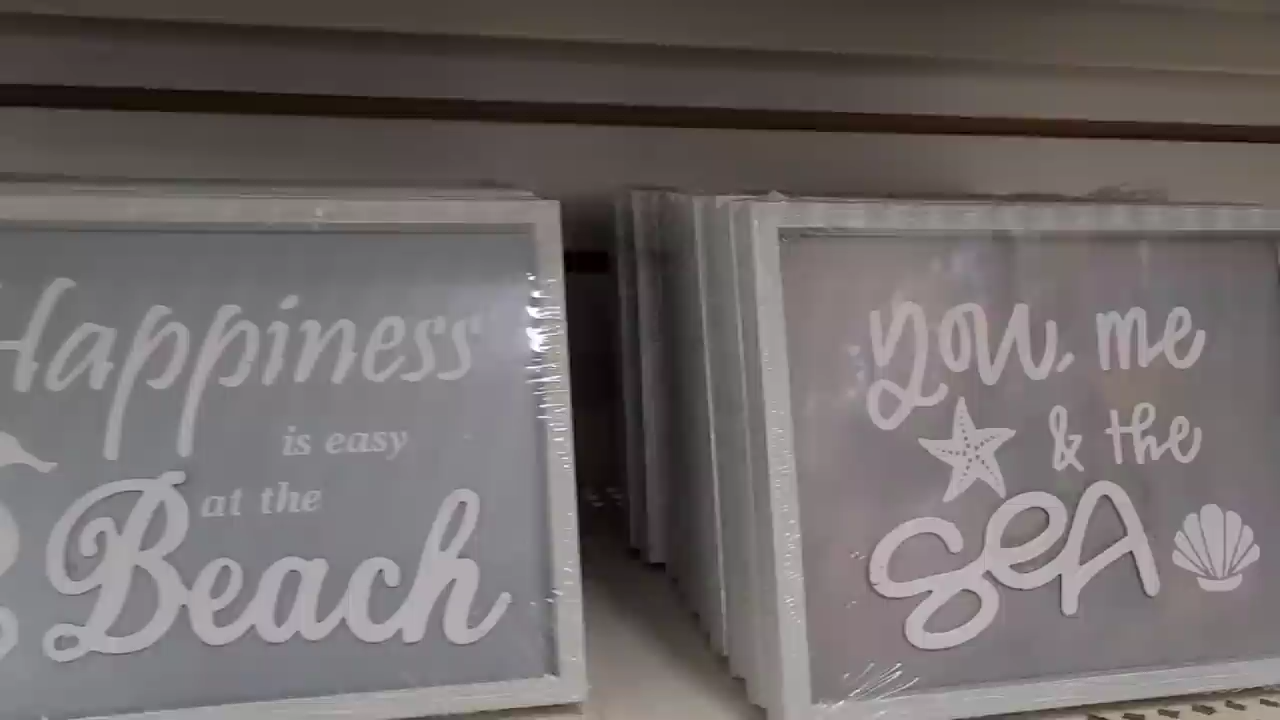 Happiness
is easy
at the
Beach
you, me
& the
SeA